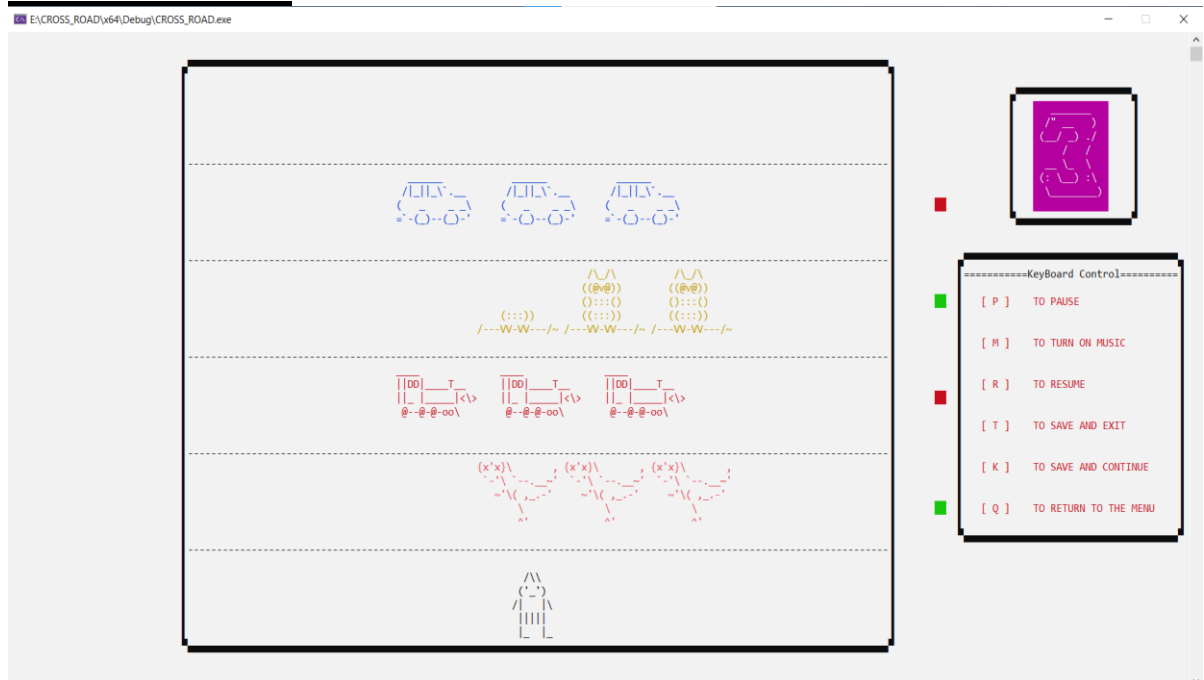 E:\CROSS_ROAD\x64\Debug\CROSS_ROAD.exe
===========KeyBoard Control==========
[ P ] TO PAUSE
[ M ] TO TURN ON MUSIC
[ R ] TO RESUME
[ T ] TO SAVE AND EXIT
[ K ] TO SAVE AND CONTINUE
[ Q ] TO RETURN TO THE MENU